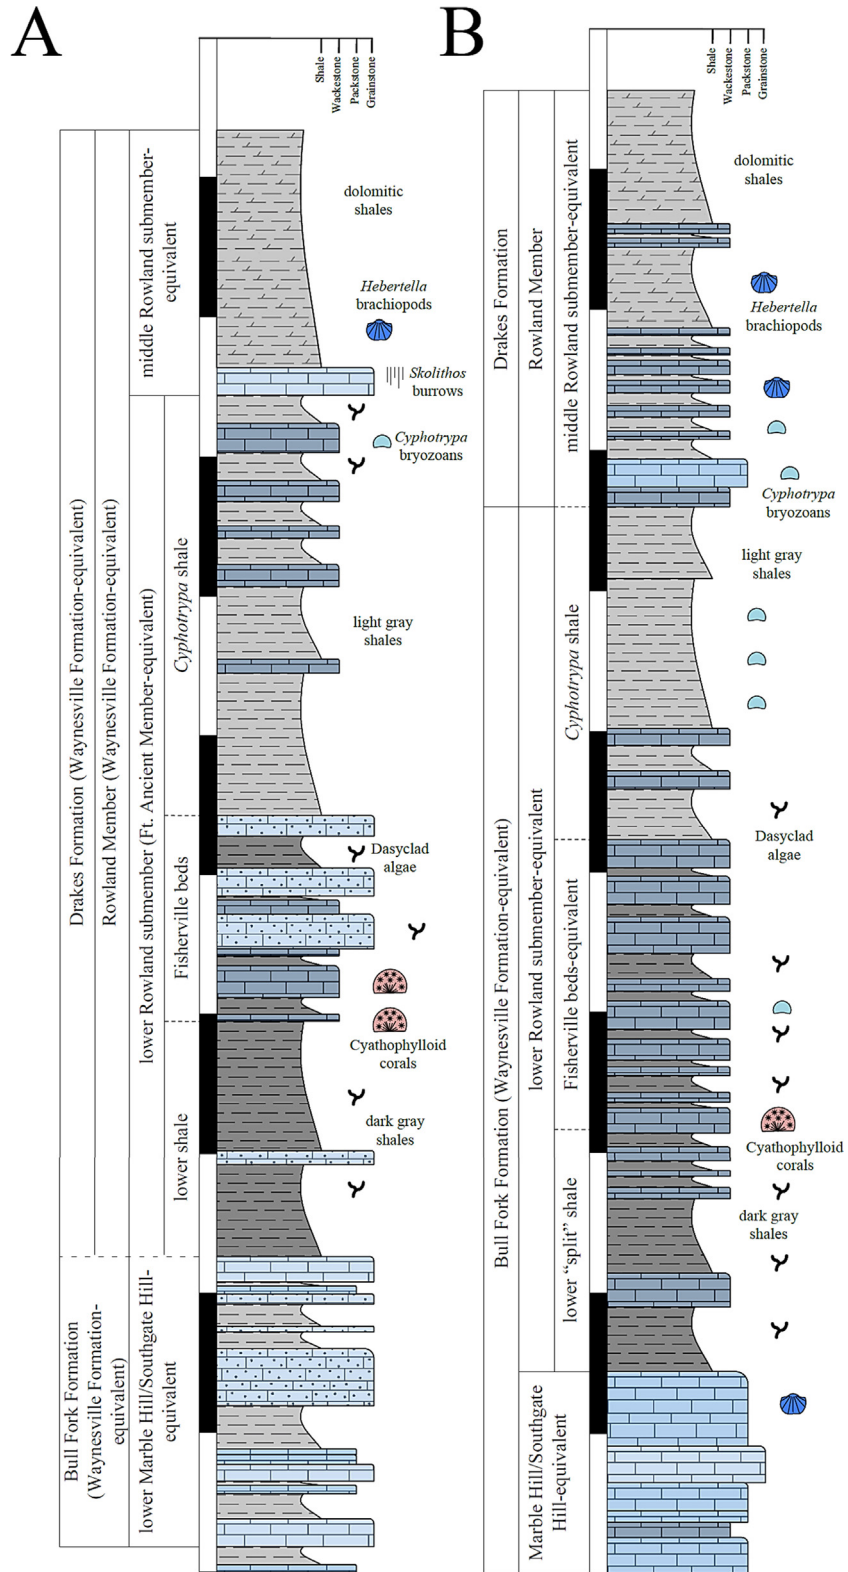 A
Shale
Wackestone
Packstone
Grainstone
Drakes Formation (Waynesville Formation-equivalent)
Rowland Member (Waynesville Formation-equivalent)
middle Rowland submember-
equivalent
lower Rowland submember (Ft. Ancient Member-equivalent)
Cyphotrypa shale
Fisherville beds
lower shale
Bull Fork Formation
(Waynesville Formation-
equivalent)
lower Marble Hill/Southgate Hill-
equivalent
dolomitic
shales
Hebertella
brachiopods
Skolithos
burrows
Cyphotrypa
bryozoans
light gray
shales
Dasyclad
algae
Cyathophylloid
corals
dark gray
shales
B
Shale
Wackestone
Packstone
Grainstone
Drakes Formation
Rowland Member
middle Rowland submember-equivalent
Bull Fork Formation (Waynesville Formation-equivalent)
lower Rowland submember-equivalent
Cyphotrypa shale
Fisherville beds-equivalent
lower “split” shale
Marble Hill/Southgate
Hill-equivalent
dolomitic
shales
Hebertella
brachiopods
Cyphotrypa
bryozoans
light gray
shales
Dasyclad
algae
Cyathophylloid
corals
dark gray
shales